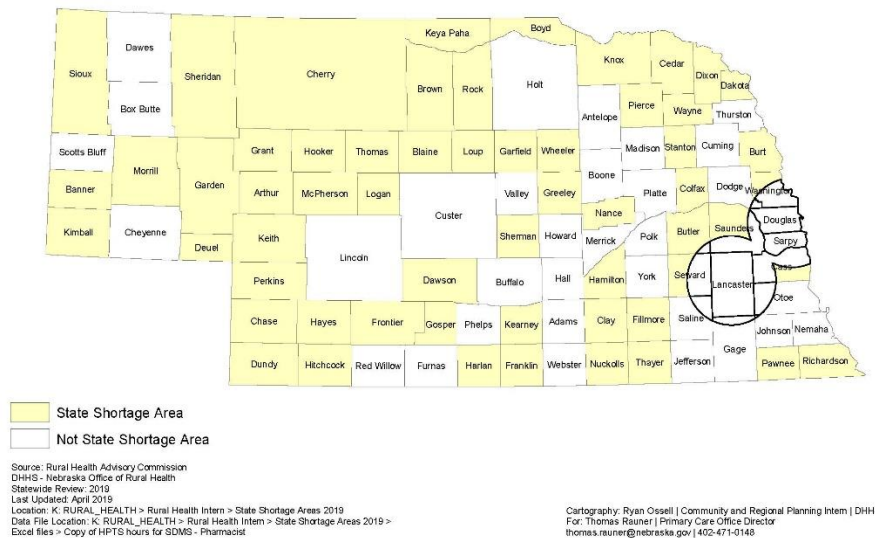 Boyd
Keya Paha
Dawes
Knox
Cedar
Sioux
Sheridan
Cherry
Dixon
Dakota
Brown
Rock
Holt
Box Butte
Pierce
Wayne
Thurston
Antelope
Scotts Bluff
Grant
Hooker
Thomas
Blaine
Loup
Garfield
Wheeler
Madison
Stanton
Cuming
Burt
Morrill
Banner
Garden
Arthur
McPherson
Logan
Valley
Greeley
Boone
Platte
Colfax
Dodge
Washington
Custer
Nance
Douglas
Kimball
Cheyenne
Keith
Sherman
Howard
Merrick
Polk
Butler
Saunders
Sarpy
Deuel
Lincoln
Cass
Perkins
Dawson
Buffalo
Hall
Hamilton
York
Seward
Lancaster
Otoe
Chase
Hayes
Frontier
Gosper
Phelps
Kearney
Adams
Clay
Fillmore
Saline
Johnson
Nemaha
Dundy
Hitchcock
Red Willow
Furnas
Harlan
Franklin
Webster
Nuckolls
Thayer
Jefferson
Gage
Pawnee
Richardson
State Shortage Area
Not State Shortage Area
Source: Rural Health Advisory Commission
DHHS - Nebraska Office of Rural Health
Statewide Review: 2019
Last Updated: April 2019
Location: K: RURAL_HEALTH > Rural Health Intern > State Shortage Areas 2019
Data File Location: K: RURAL_HEALTH > Rural Health Intern > State Shortage Areas 2019 >
Excel files > Copy of HPTS hours for SDMS - Pharmacist
Cartography: Ryan Ossell | Community and Regional Planning Intern | DHH
For: Thomas Rauner | Primary Care Office Director
thomas.rauner@nebraska.gov | 402-471-0148